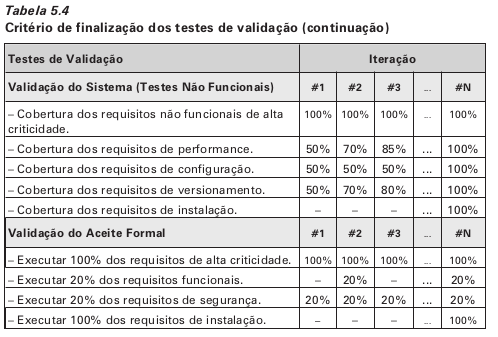 Tabela 5.4
Critério de finalização dos testes de validação (continuação)
Testes de Validação Iteração
Validação do Sistema (Testes Não Funcionais) #1 #2 #3 ... #N
– Cobertura dos requisitos não funcionais de alta criticidade. 100% 100% 100% ... 100%
– Cobertura dos requisitos de performance. 50% 70% 85% ... 100%
– Cobertura dos requisitos de configuração. 50% 50% 50% ... 100%
– Cobertura dos requisitos de versionamento. 50% 70% 80% ... 100%
– Cobertura dos requisitos de instalação. – – – ... 100%
Validação do Aceite Formal #1 #2 #3 ... #N
– Executar 100% dos requisitos de alta criticidade. 100% 100% 100% ... 100%
– Executar 20% dos requisitos funcionais. – 20% – ... 20%
– Executar 20% dos requisitos de segurança. 20% 20% 20% ... 20%
– Executar 100% dos requisitos de instalação. – – – ... 100%